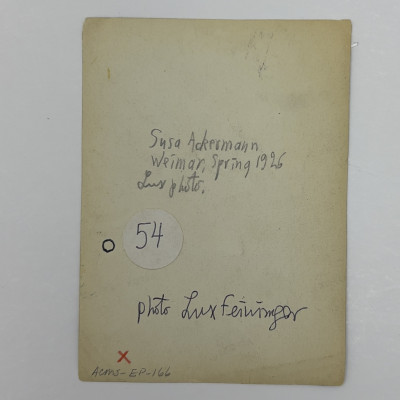 Susa Ackermann
Weimar, Spring 1926
Lux photo.
54
photo Lux Feininger
x
ACMS-EP-166